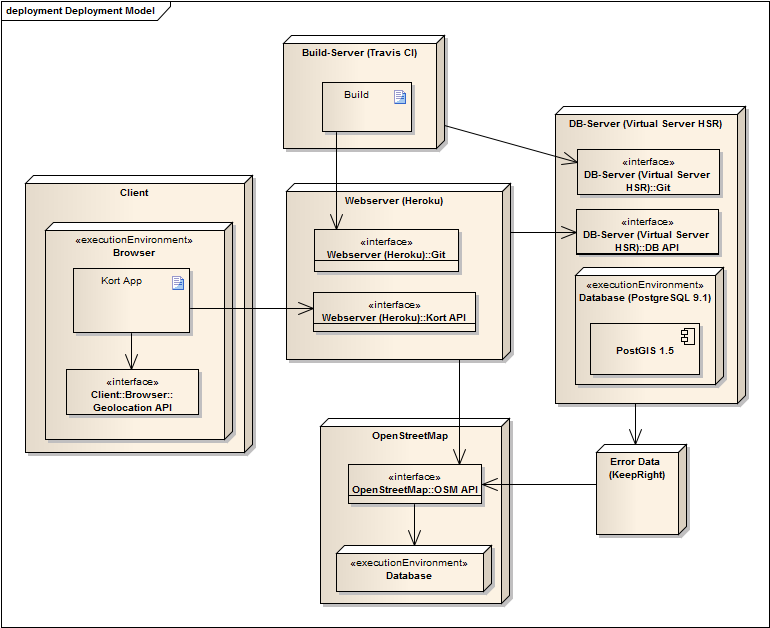 deployment Deployment Model
Build-Server (Travis CI)
Build
DB-Server (Virtual Server HSR)
«interface»
DB-Server (Virtual Server
HSR)::Git
«interface»
DB-Server (Virtual Server
HSR)::DB API
«executionEnvironment»
Database (PostgreSQL 9.1)
PostGIS 1.5
Client
«executionEnvironment»
Browser
Kort App
«interface»
Client::Browser::
Geolocation API
Webserver (Heroku)
«interface»
Webserver (Heroku)::Git
«interface»
Webserver (Heroku)::Kort API
OpenStreetMap
«interface»
OpenStreetMap::OSM API
«executionEnvironment»
Database
Error Data
(KeepRight)